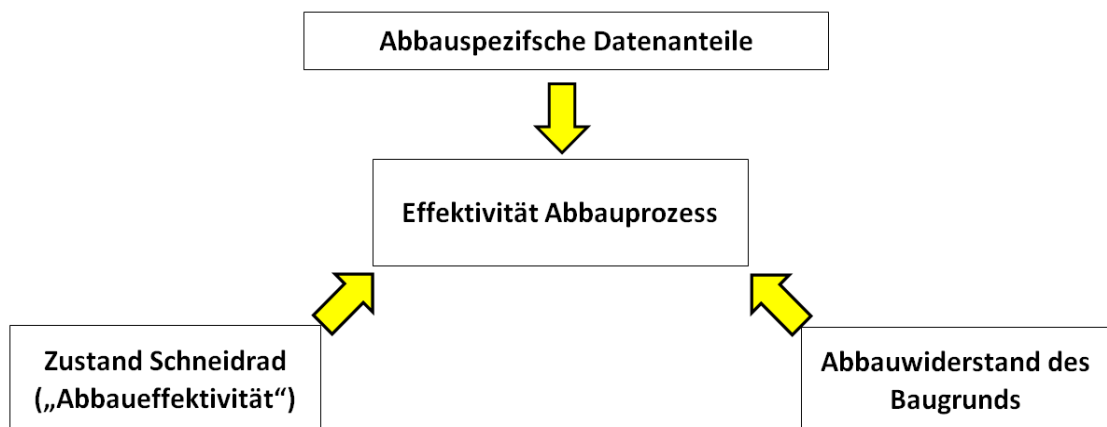 Abbauspezifsche Datenanteile
Effektivität Abbauprozess
Zustand Schneidrad
(„Abbaueffektivität“)
Abbauwiderstand des
Baugrunds